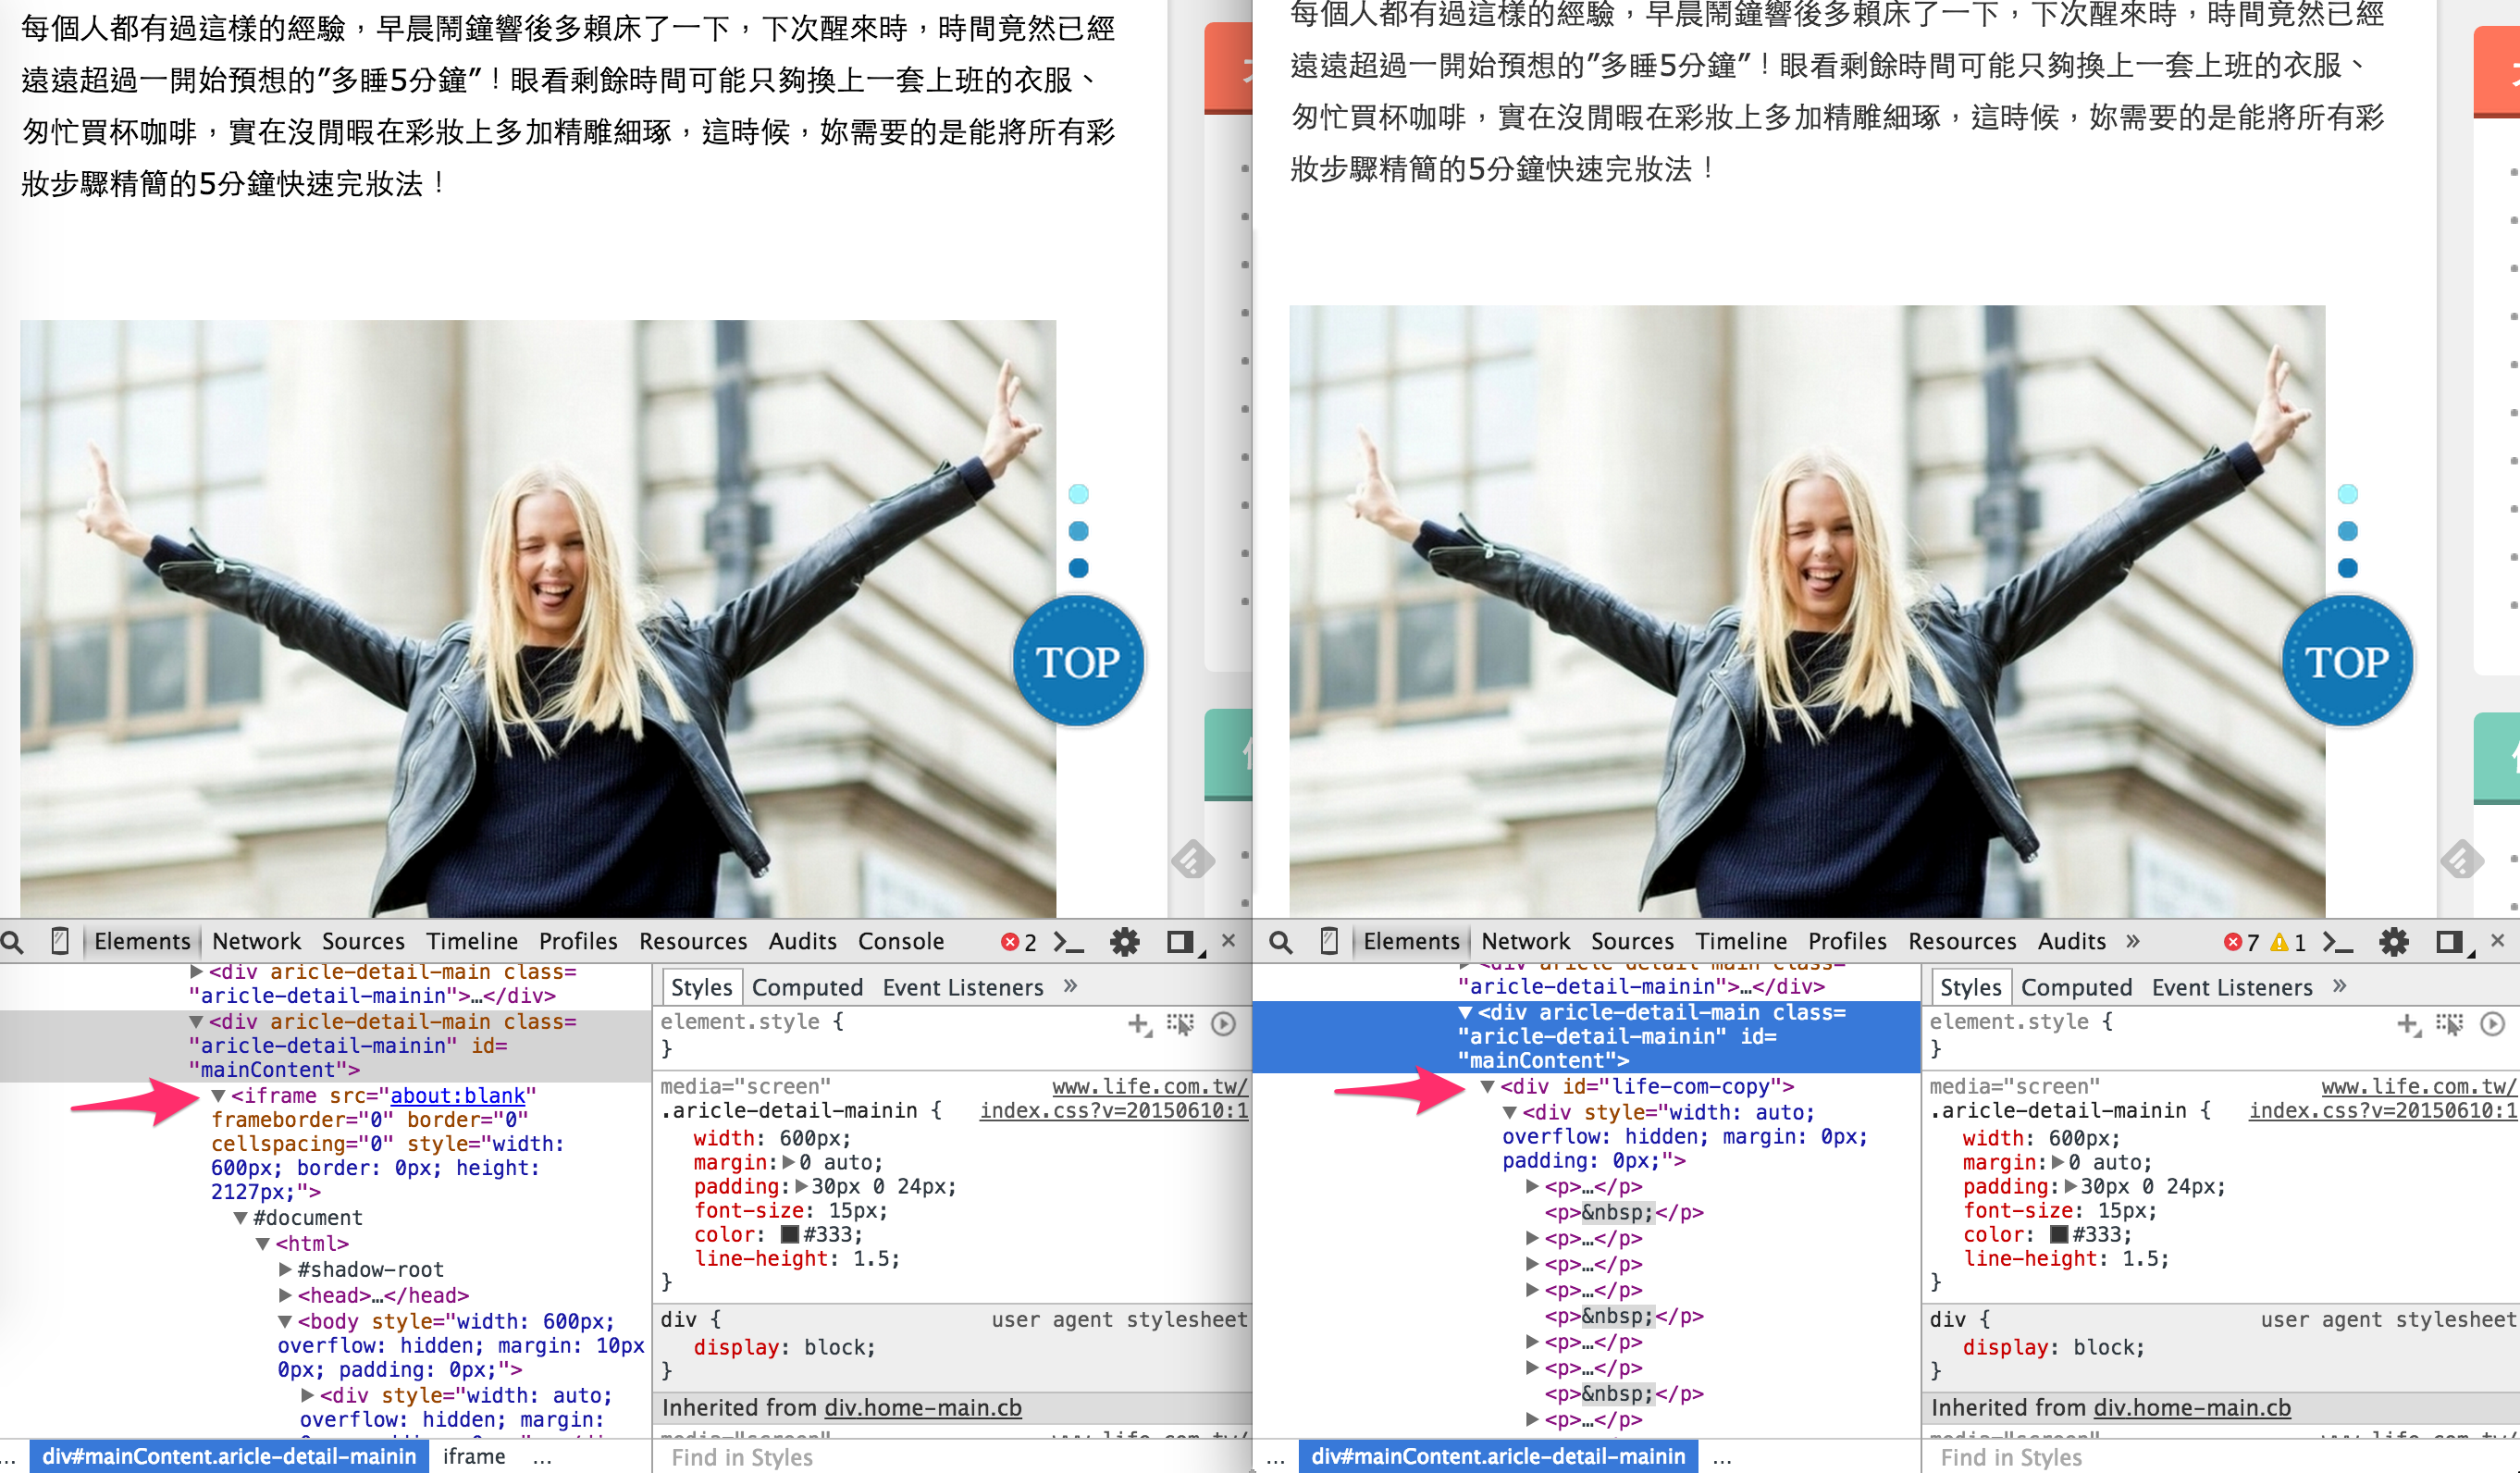 每個人都有過這樣的經驗，早晨鬧鐘響後多賴床了一下，下次醒來時，時間竟然已經
遠遠超過一開始預想的”多睡5分鐘”！眼看剩餘時間可能只夠換上一套上班的衣服、
匆忙買杯咖啡，實在沒閒暇在彩妝上多加精雕細琢，這時候，妳需要的是能將所有彩
妝步驟精簡的5分鐘快速完妝法！
TOP
Elements Network Sources Timeline Profiles Resources Audits Console 2
<div aricle-detail-main class=
"aricle-detail-mainin">…</div>
<div aricle-detail-main class=
"aricle-detail-mainin" id=
"mainContent">
<iframe src="about:blank"
frameborder="0" border="0"
cellspacing="0" style="width:
600px; border: 0px; height:
2127px;">
#document
<html>
#shadow-root
<head>…</head>
<body style="width: 600px;
overflow: hidden; margin: 10px
0px; padding: 0px;">
<div style="width: auto;
overflow: hidden; margin:
... div#mainContent.aricle-detail-mainin iframe ...
Styles Computed Event Listeners »
element.style {
}
media="screen" www.life.com.tw/
.aricle-detail-mainin { index.css?v=20150610:1
width: 600px;
margin: 0 auto;
padding: 30px 0 24px;
font-size: 15px;
color: #333;
line-height: 1.5;
}
div { user agent stylesheet
display: block;
}
Inherited from div.home-main.cb
media="screen" www.life.com.tw/
Find in Styles
每個人都有過這樣的經驗，早晨鬧鐘響後多賴床了一下，下次醒來時，時間竟然已經
遠遠超過一開始預想的”多睡5分鐘”！眼看剩餘時間可能只夠換上一套上班的衣服、
匆忙買杯咖啡，實在沒閒暇在彩妝上多加精雕細琢，這時候，妳需要的是能將所有彩
妝步驟精簡的5分鐘快速完妝法！
TOP
Elements Network Sources Timeline Profiles Resources Audits » 7 1
<div aricle-detail-main class=
"aricle-detail-mainin">…</div>
<div aricle-detail-main class=
"aricle-detail-mainin" id=
"mainContent">
<div id="life-com-copy">
<div style="width: auto;
overflow: hidden; margin: 0px;
padding: 0px;">
<p>…</p>
<p>&nbsp;</p>
<p>…</p>
<p>…</p>
<p>…</p>
<p>&nbsp;</p>
<p>…</p>
<p>…</p>
<p>&nbsp;</p>
<p>…</p>
... div#mainContent.aricle-detail-mainin ...
Styles Computed Event Listeners »
element.style {
}
media="screen" www.life.com.tw/
.aricle-detail-mainin { index.css?v=20150610:1
width: 600px;
margin: 0 auto;
padding: 30px 0 24px;
font-size: 15px;
color: #333;
line-height: 1.5;
}
div { user agent stylesheet
display: block;
}
Inherited from div.home-main.cb
media="screen" www.life.com.tw/
Find in Styles